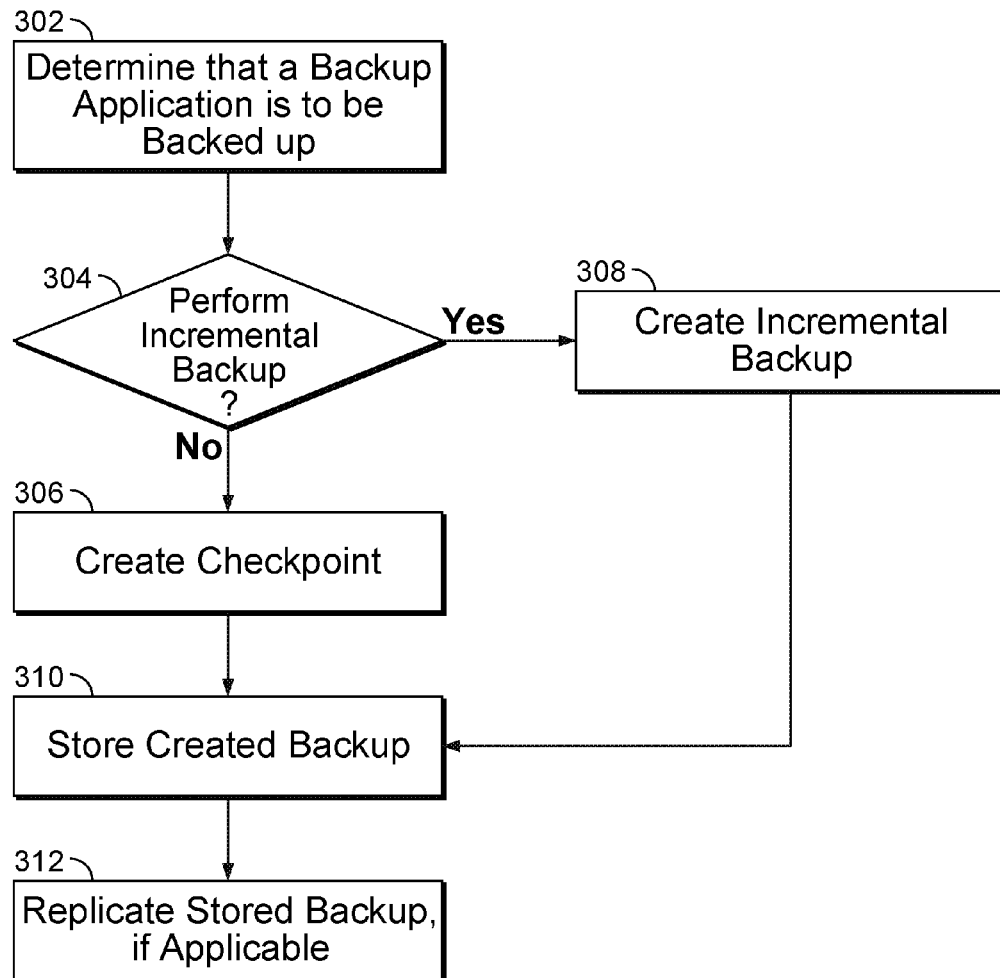 302
Determine that a Backup
Application is to be
Backed up
304
Perform
Incremental
Backup
?
Yes
308
Create Incremental
Backup
No
306
Create Checkpoint
310
Store Created Backup
312
Replicate Stored Backup,
if Applicable